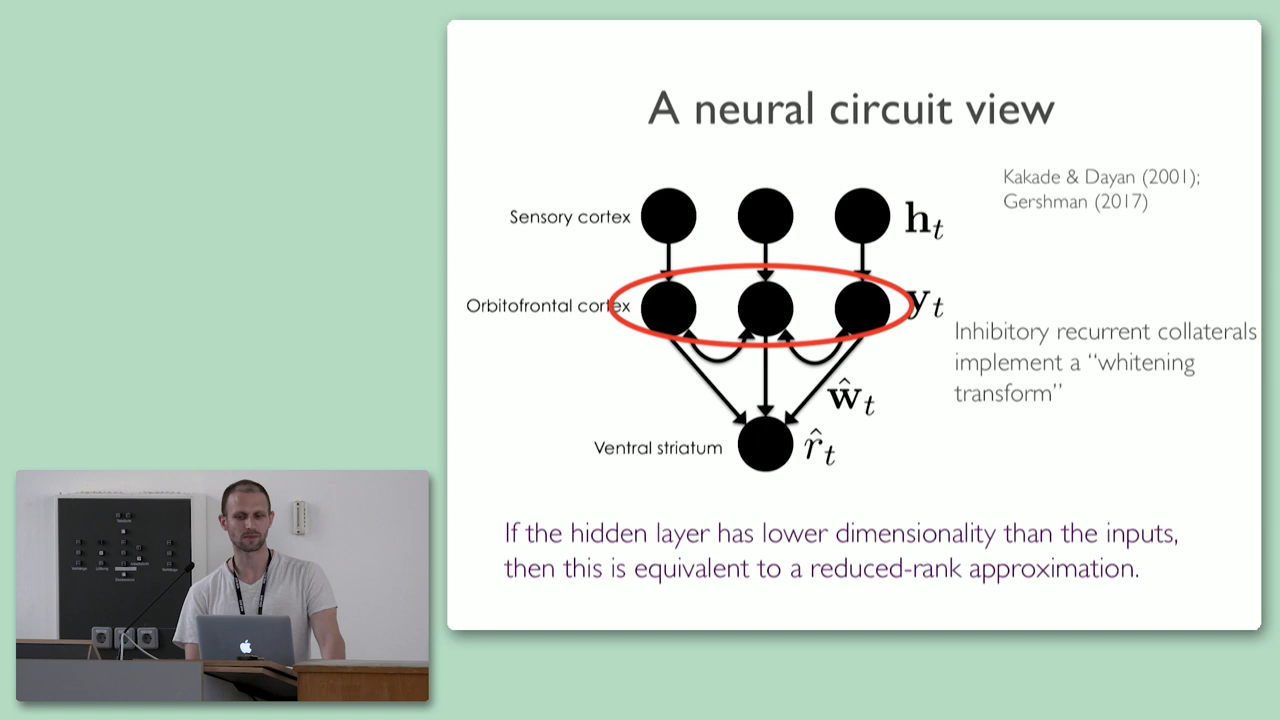 A neural circuit view
Kakade & Dayan (2001);
Gershman (2017)
Sensory cortex
h_t
Orbitofrontal cortex
y_t
Inhibitory recurrent collaterals
implement a “whitening
transform”
ŵ_t
Ventral striatum
r̂_t
If the hidden layer has lower dimensionality than the inputs,
then this is equivalent to a reduced-rank approximation.